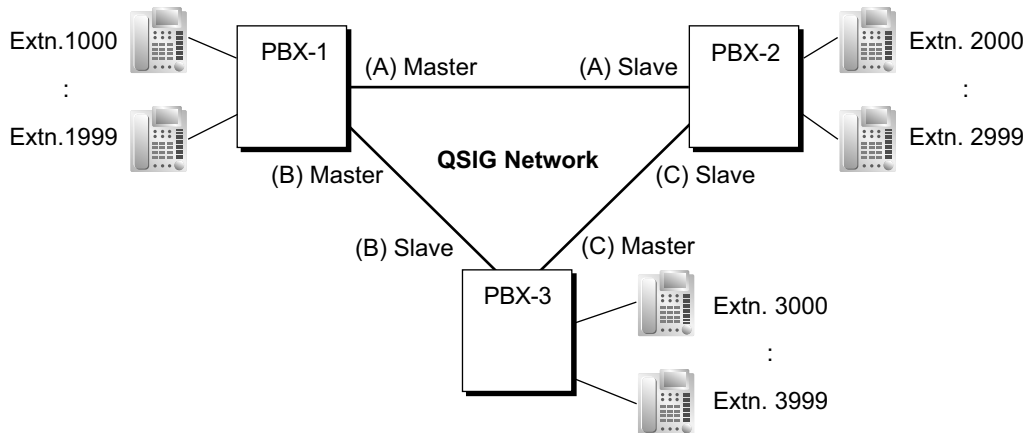 Extn.1000
:
Extn.1999
PBX-1
(A) Master
(A) Slave
PBX-2
Extn. 2000
:
Extn. 2999
QSIG Network
(B) Master
(C) Slave
(B) Slave
(C) Master
PBX-3
Extn. 3000
:
Extn. 3999